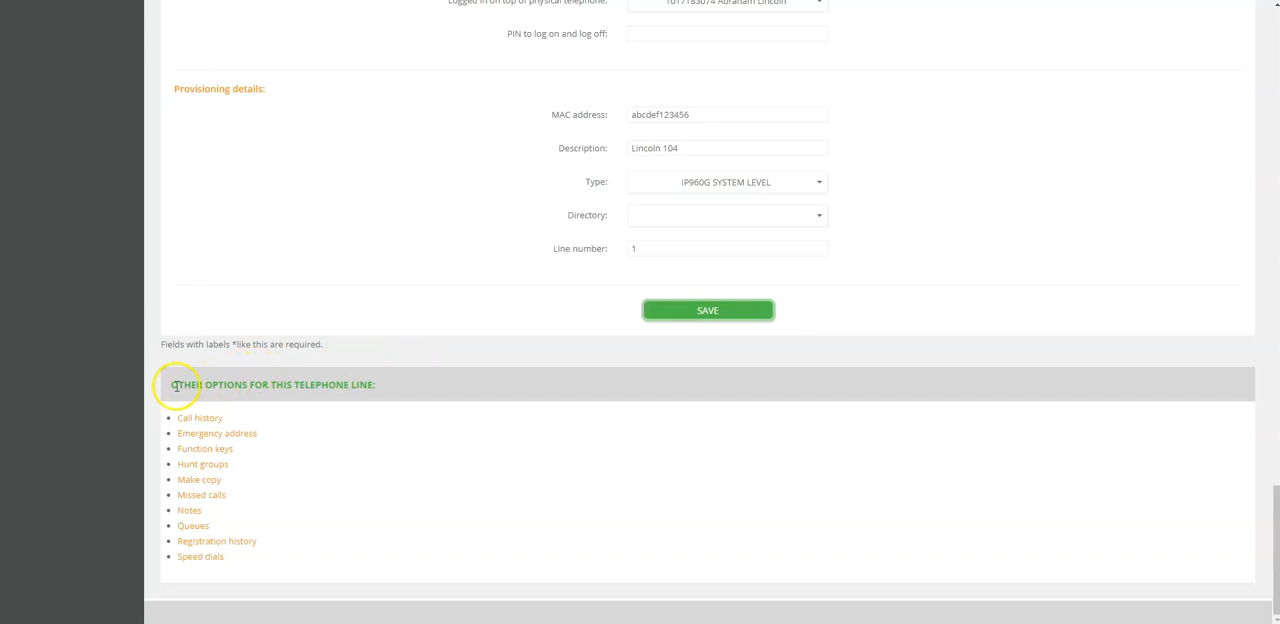 Logged in on top of physical telephone:
1017183074 Abraham Lincoln
PIN to log on and log off:
Provisioning details:
MAC address:
abcdef123456
Description:
Lincoln 104
Type:
IP960G SYSTEM LEVEL
Directory:
Line number:
1
SAVE
Fields with labels *like this are required.
OTHER OPTIONS FOR THIS TELEPHONE LINE:
Call history
Emergency address
Function keys
Hunt groups
Make copy
Missed calls
Notes
Queues
Registration history
Speed dials